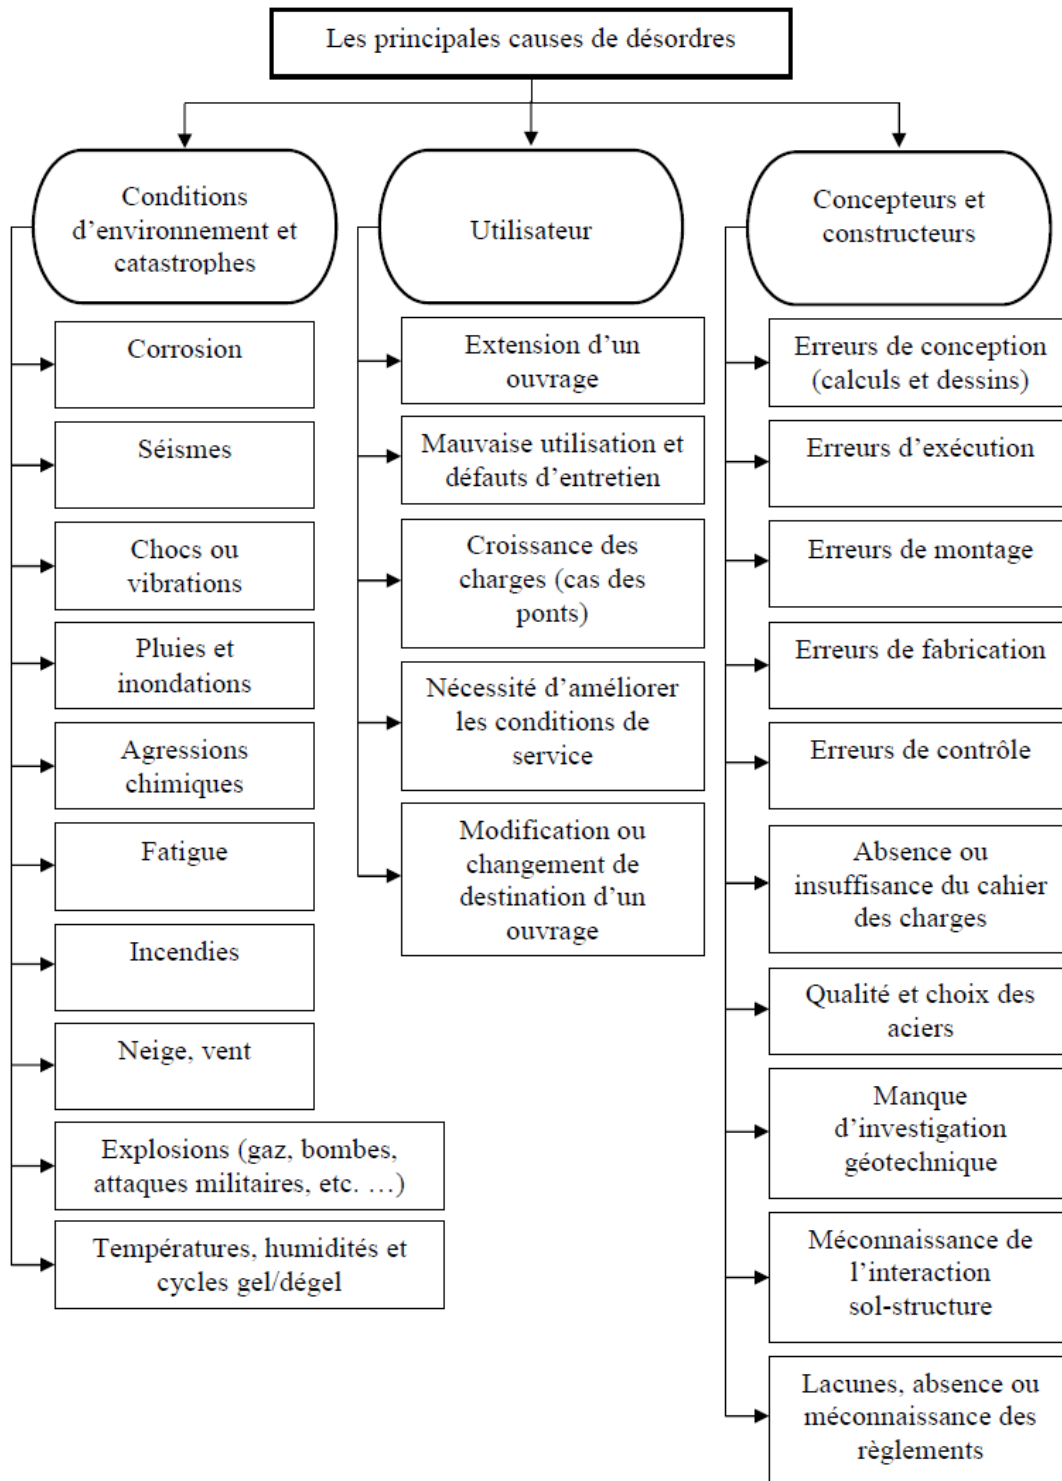 Les principales causes de désordres
Conditions
d’environnement et
catastrophes
Corrosion
Séismes
Chocs ou
vibrations
Pluies et
inondations
Agressions
chimiques
Fatigue
Incendies
Neige, vent
Explosions (gaz, bombes,
attaques militaires, etc. …)
Températures, humidités et
cycles gel/dégel
Utilisateur
Extension d’un
ouvrage
Mauvaise utilisation et
défauts d’entretien
Croissance des
charges (cas des
ponts)
Nécessité d’améliorer
les conditions de
service
Modification ou
changement de
destination d’un
ouvrage
Concepteurs et
constructeurs
Erreurs de conception
(calculs et dessins)
Erreurs d’exécution
Erreurs de montage
Erreurs de fabrication
Erreurs de contrôle
Absence ou
insuffisance du cahier
des charges
Qualité et choix des
aciers
Manque
d’investigation
géotechnique
Méconnaissance de
l’interaction
sol-structure
Lacunes, absence ou
méconnaissance des
règlements